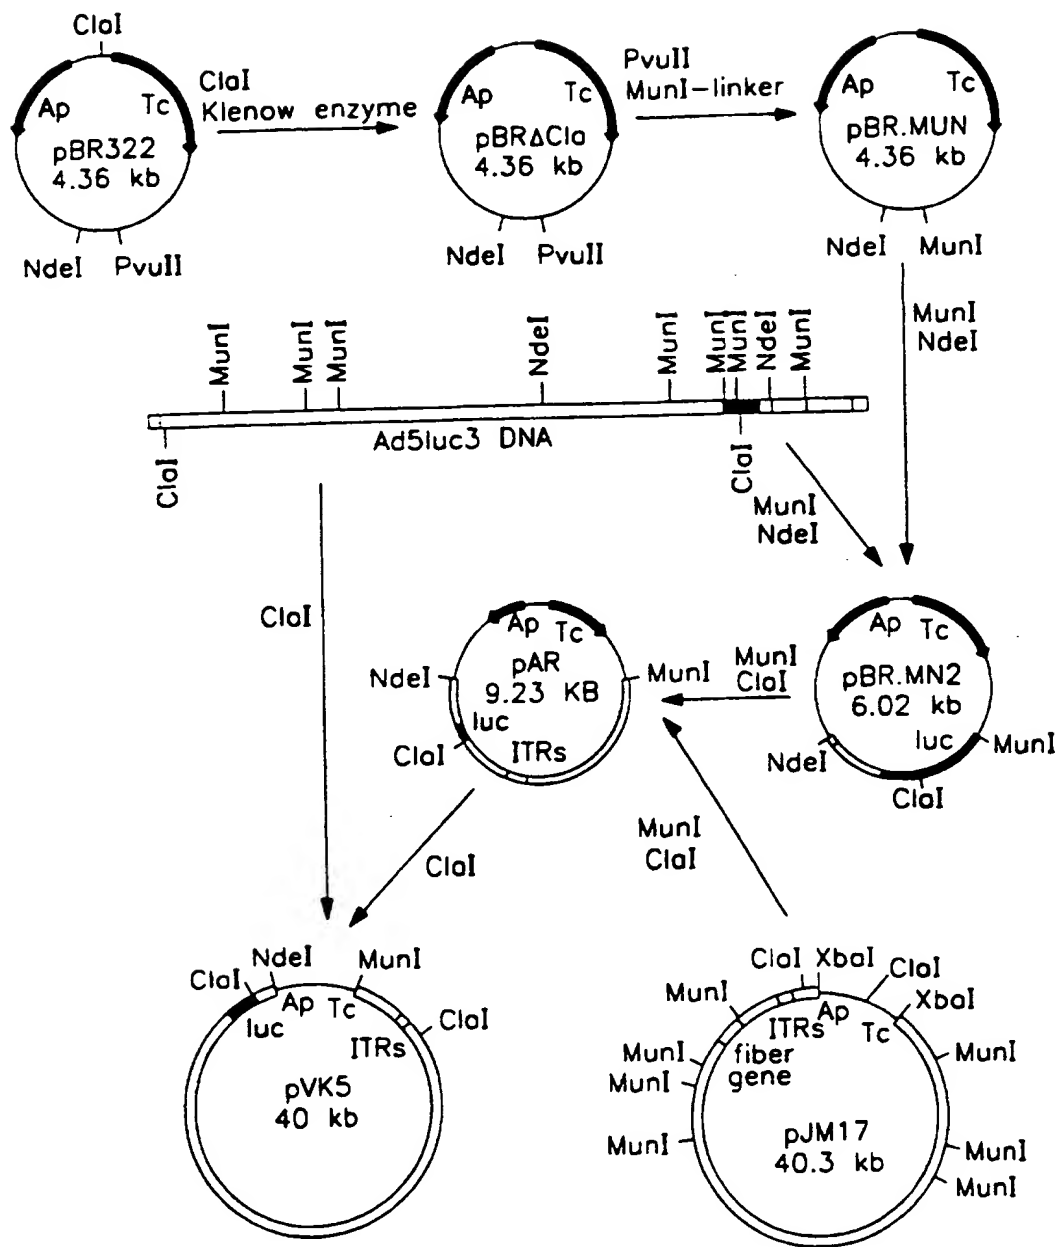 ClaI
Ap
Tc
pBR322
4.36 kb
NdeI
PvuII
ClaI
Klenow enzyme
Ap
Tc
pBRΔCla
4.36 kb
NdeI
PvuII
PvuII
MunI-linker
Ap
Tc
pBR.MUN
4.36 kb
NdeI
MunI
MunI
NdeI
MunI
MunI
MunI
NdeI
MunI
MunI
MunI
NdeI
MunI
ClaI
Ad5luc3 DNA
ClaI
MunI
NdeI
ClaI
Ap
Tc
pAR
9.23 KB
NdeI
MunI
luc
ClaI
ITRs
MunI
ClaI
Ap
Tc
pBR.MN2
6.02 kb
luc
MunI
NdeI
ClaI
ClaI
MunI
ClaI
NdeI
MunI
ClaI
Ap
Tc
luc
ClaI
ITRs
pVK5
40 kb
ClaI
XbaI
ClaI
MunI
XbaI
ITRs
Ap
Tc
MunI
fiber
gene
MunI
MunI
MunI
pJM17
40.3 kb
MunI
MunI